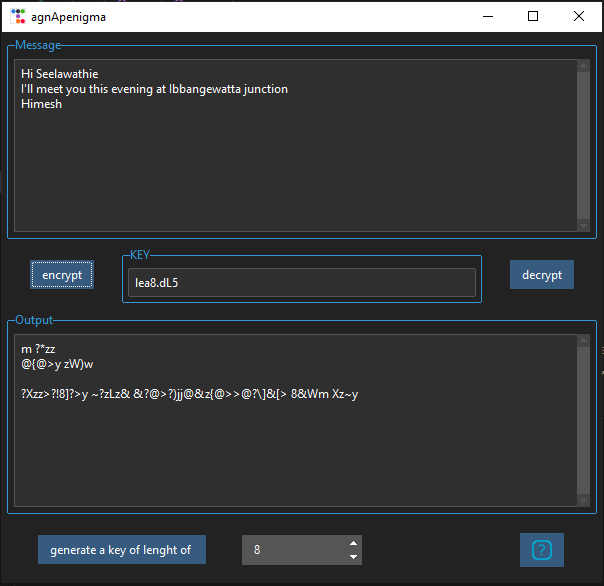 agnApenigma
Message
Hi Seelawathie
I'll meet you this evening at Ibbangewatta junction
Himesh
encrypt
KEY
lea8.dL5
decrypt
Output
m ?*zz
@{@>y zW)w
?Xzz>?!8]?>y ~?zLz& &?@>?)jj@&z{@>>@?\]&[> 8&Wm Xz~y
generate a key of lenght of
8
?